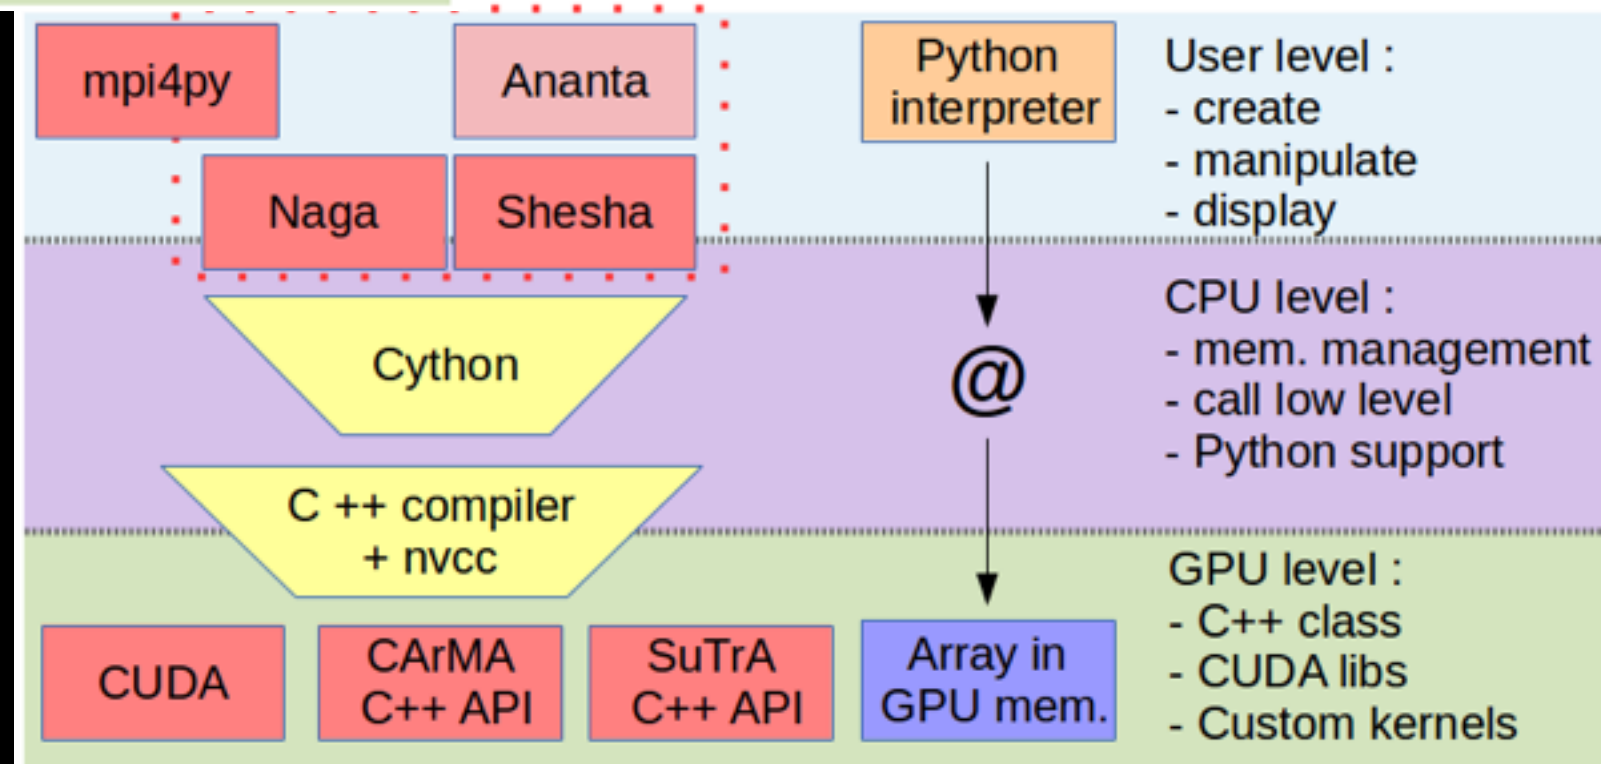 mpi4py
Ananta
Naga
Shesha
Python
interpreter
User level :
- create
- manipulate
- display
Cython
@
CPU level :
- mem. management
- call low level
- Python support
C ++ compiler
+ nvcc
CUDA
CArMA
C++ API
SuTrA
C++ API
Array in
GPU mem.
GPU level :
- C++ class
- CUDA libs
- Custom kernels